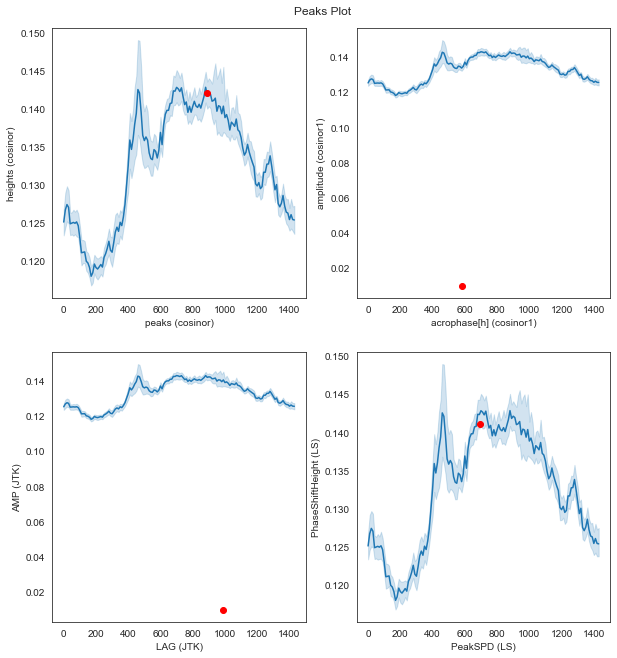 Peaks Plot
0.150
0.145
0.140
0.135
0.130
0.125
0.120
heights (cosinor)
0 200 400 600 800 1000 1200 1400
peaks (cosinor)
0.14
0.12
0.10
0.08
0.06
0.04
0.02
amplitude (cosinor1)
0 200 400 600 800 1000 1200 1400
acrophase[h] (cosinor1)
0.14
0.12
0.10
0.08
0.06
0.04
0.02
AMP (JTK)
0 200 400 600 800 1000 1200 1400
LAG (JTK)
0.150
0.145
0.140
0.135
0.130
0.125
0.120
PhaseShiftHeight (LS)
0 200 400 600 800 1000 1200 1400
PeakSPD (LS)